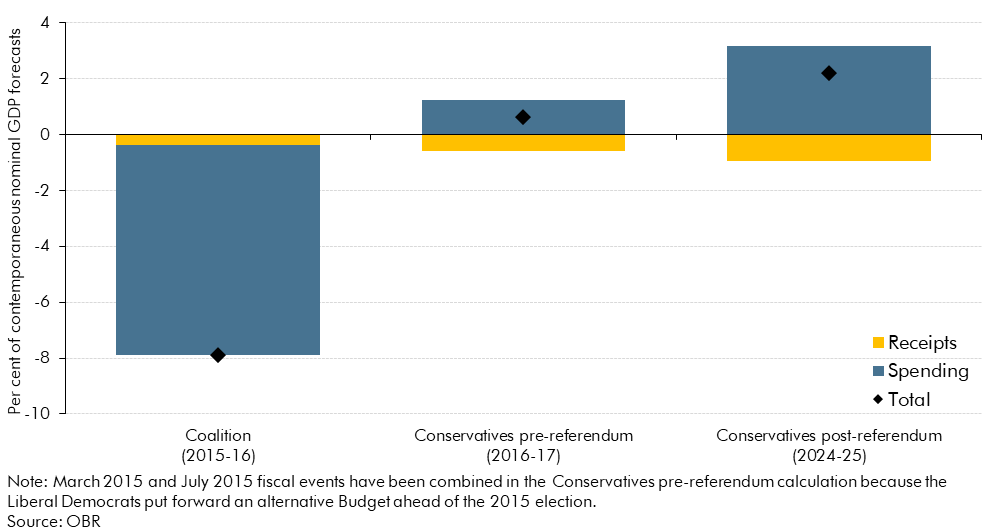 Per cent of contemporaneous nominal GDP forecasts
4
2
0
-2
-4
-6
-8
-10
Receipts
Spending
Total
Coalition
(2015-16)
Conservatives pre-referendum
(2016-17)
Conservatives post-referendum
(2024-25)
Note: March 2015 and July 2015 fiscal events have been combined in the Conservatives pre-referendum calculation because the
Liberal Democrats put forward an alternative Budget ahead of the 2015 election.
Source: OBR